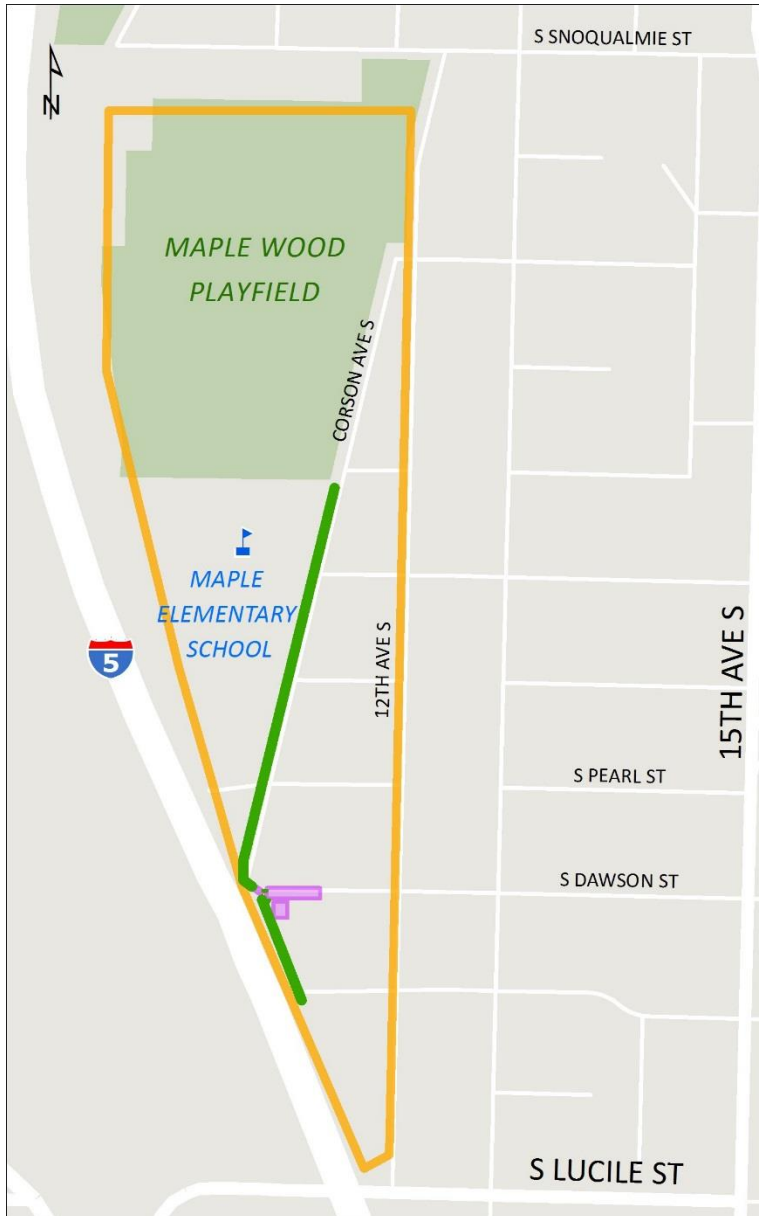 S SNOQUALMIE ST
N
MAPLE WOOD
PLAYFIELD
CORSON AVE S
MAPLE
ELEMENTARY
SCHOOL
5
12TH AVE S
15TH AVE S
S PEARL ST
S DAWSON ST
S LUCILE ST